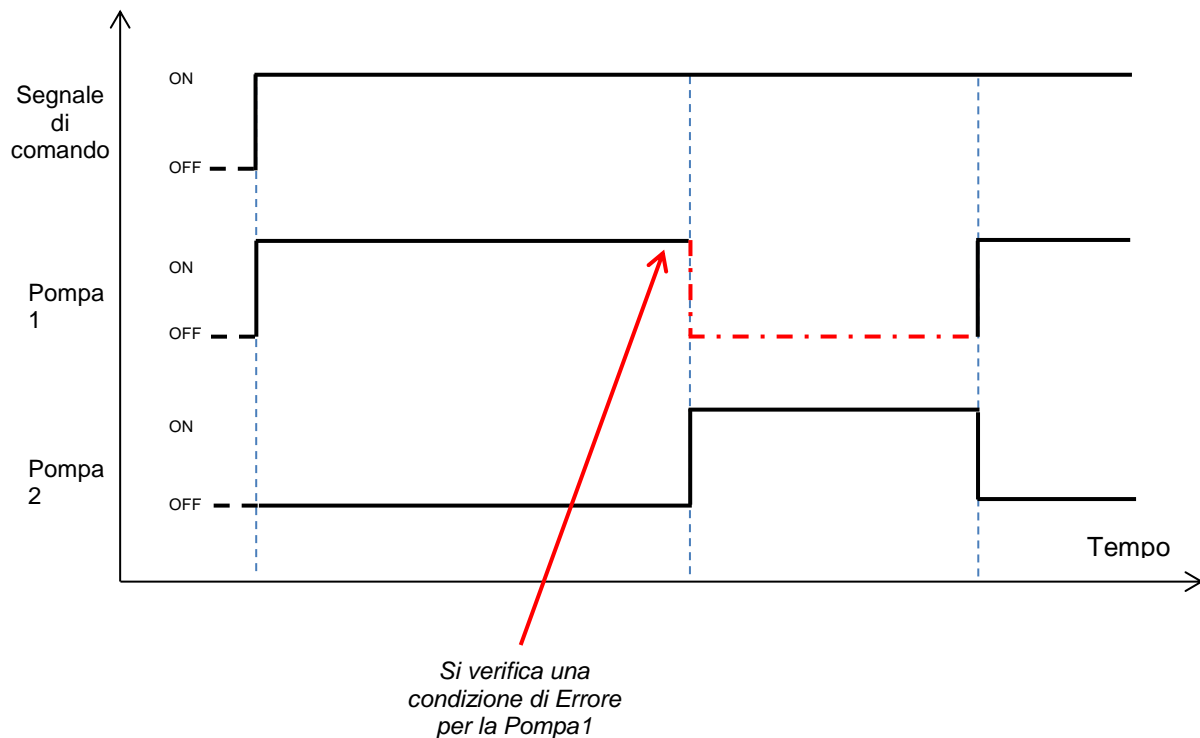 ON
Segnale
di
comando
OFF
ON
Pompa
1
OFF
ON
Pompa
2
OFF
Tempo
Si verifica una
condizione di Errore
per la Pompa1